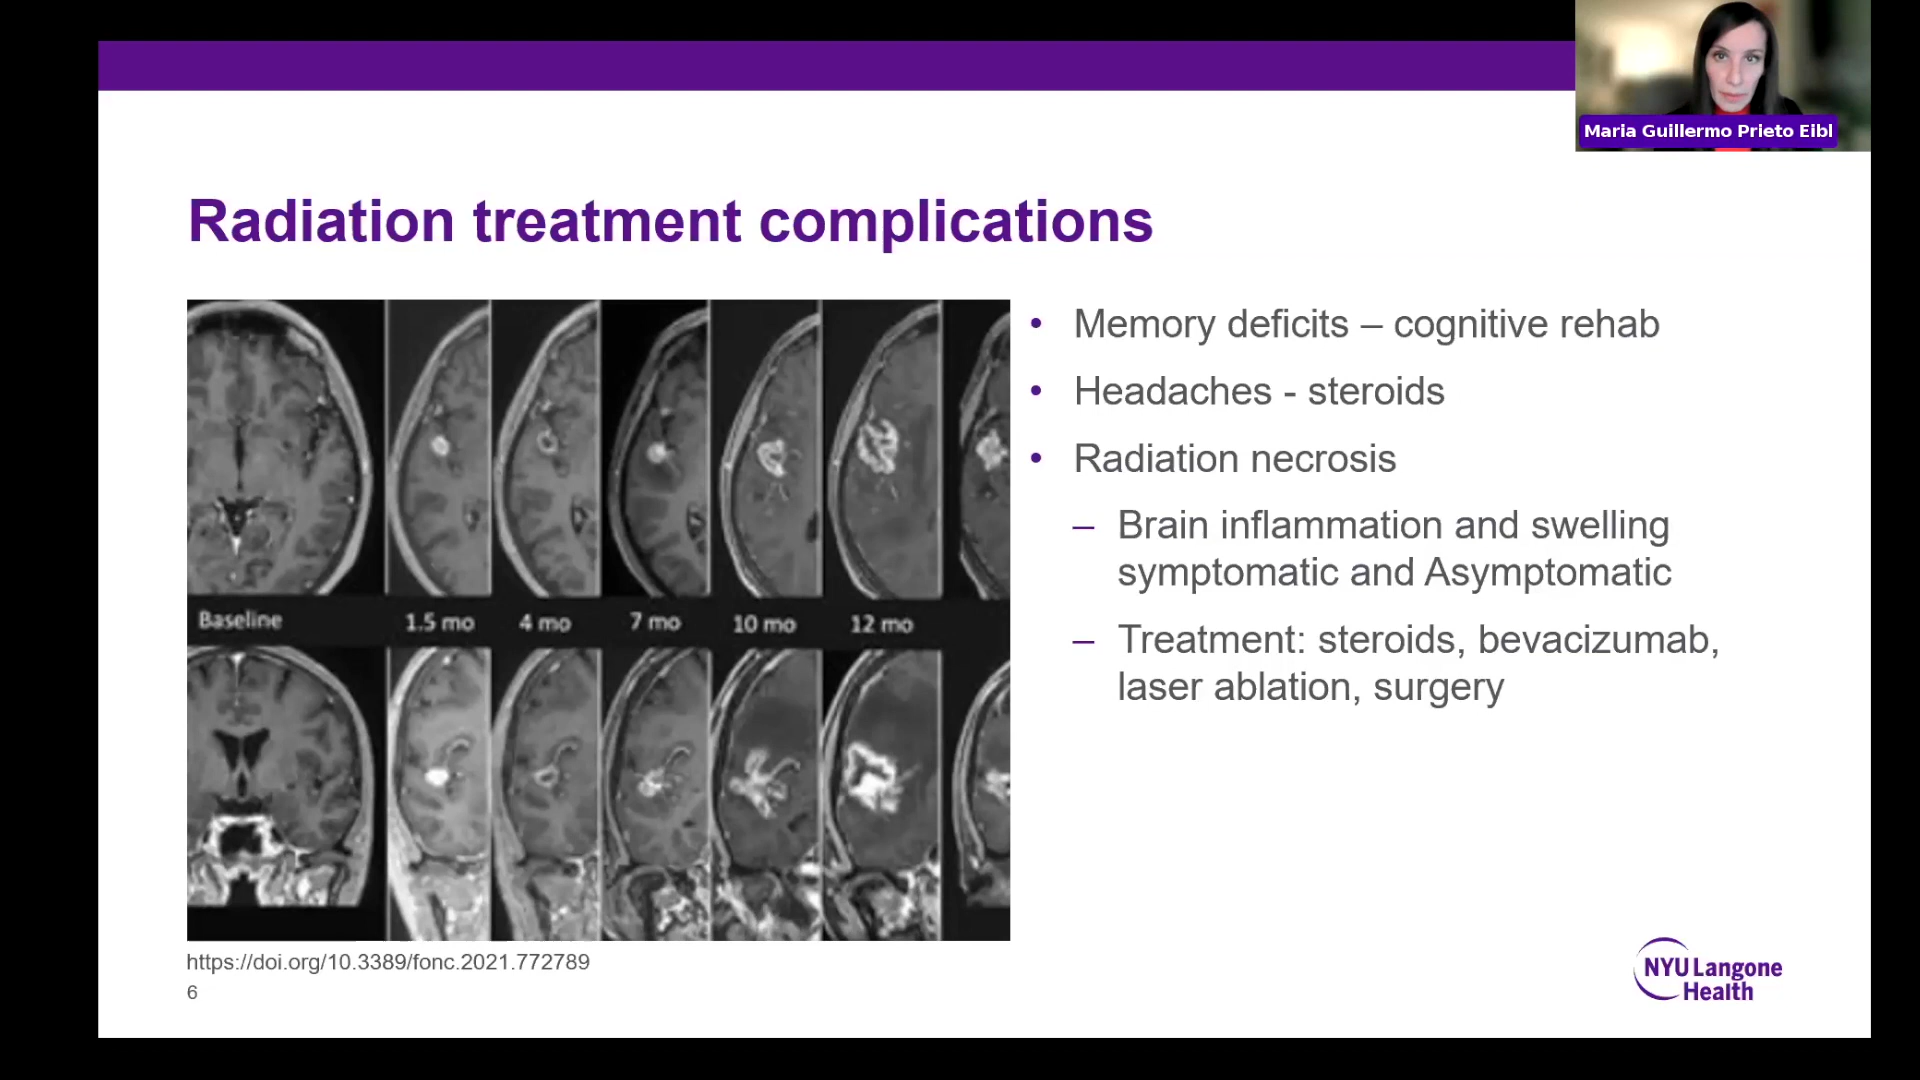 Maria Guillermo Prieto Eibl
Radiation treatment complications
• Memory deficits – cognitive rehab
• Headaches - steroids
• Radiation necrosis
– Brain inflammation and swelling
symptomatic and Asymptomatic
– Treatment: steroids, bevacizumab,
laser ablation, surgery
Baseline 1.5 mo 4 mo 7 mo 10 mo 12 mo
https://doi.org/10.3389/fonc.2021.772789
6
NYU Langone
Health